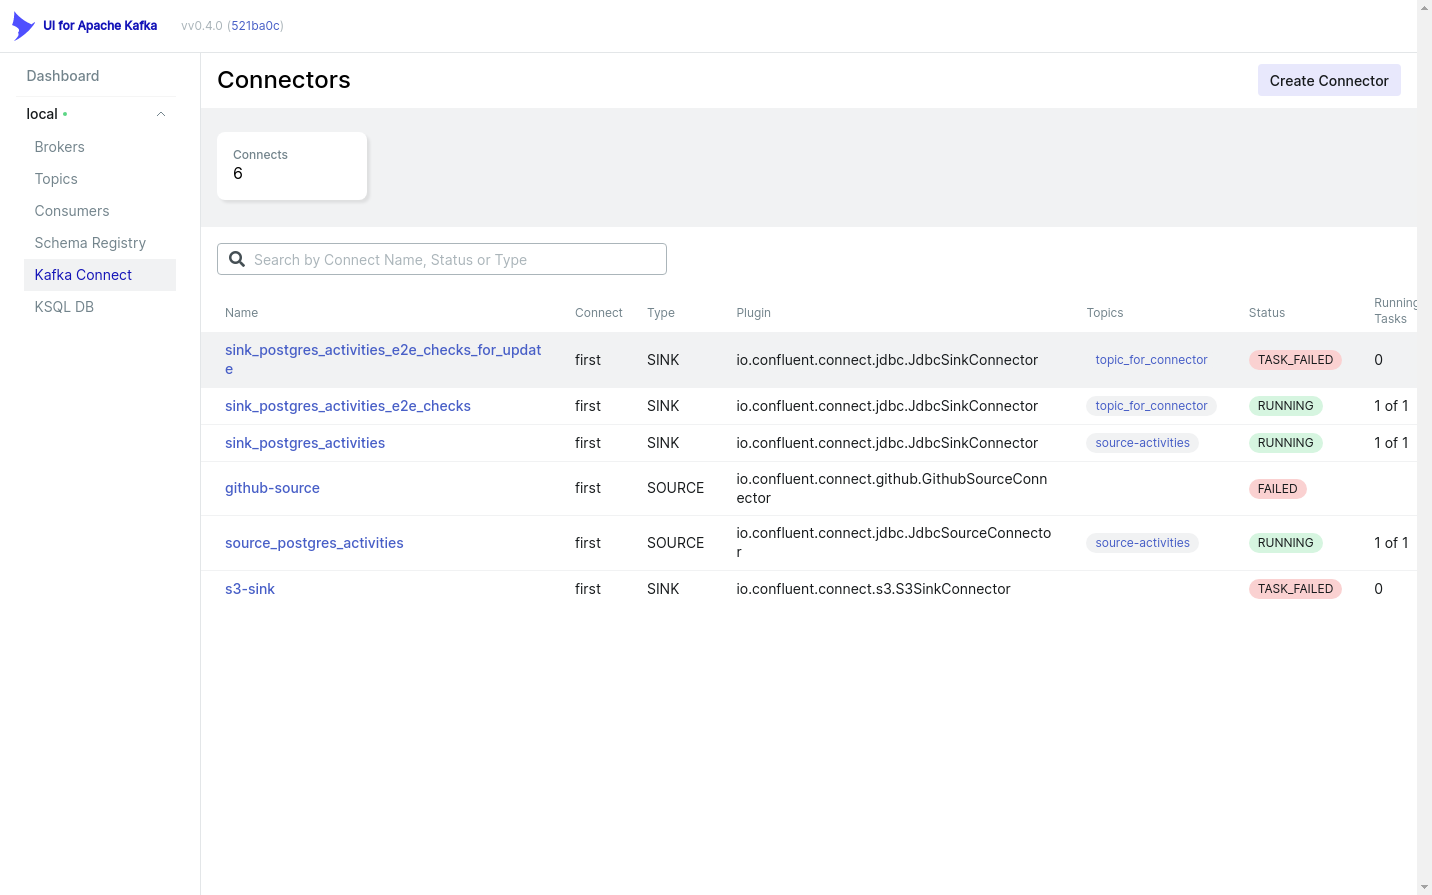 UI for Apache Kafka vv0.4.0 (521ba0c)
Dashboard
local
Brokers
Topics
Consumers
Schema Registry
Kafka Connect
KSQL DB
Connectors
Create Connector
Connects
6
Search by Connect Name, Status or Type
Name Connect Type Plugin Topics Status Running
Tasks
sink_postgres_activities_e2e_checks_for_updat
e
first SINK io.confluent.connect.jdbc.JdbcSinkConnector topic_for_connector TASK_FAILED 0
sink_postgres_activities_e2e_checks first SINK io.confluent.connect.jdbc.JdbcSinkConnector topic_for_connector RUNNING 1 of 1
sink_postgres_activities first SINK io.confluent.connect.jdbc.JdbcSinkConnector source-activities RUNNING 1 of 1
github-source first SOURCE io.confluent.connect.github.GithubSourceConn
ector
FAILED
source_postgres_activities first SOURCE io.confluent.connect.jdbc.JdbcSourceConnecto
r
source-activities RUNNING 1 of 1
s3-sink first SINK io.confluent.connect.s3.S3SinkConnector TASK_FAILED 0